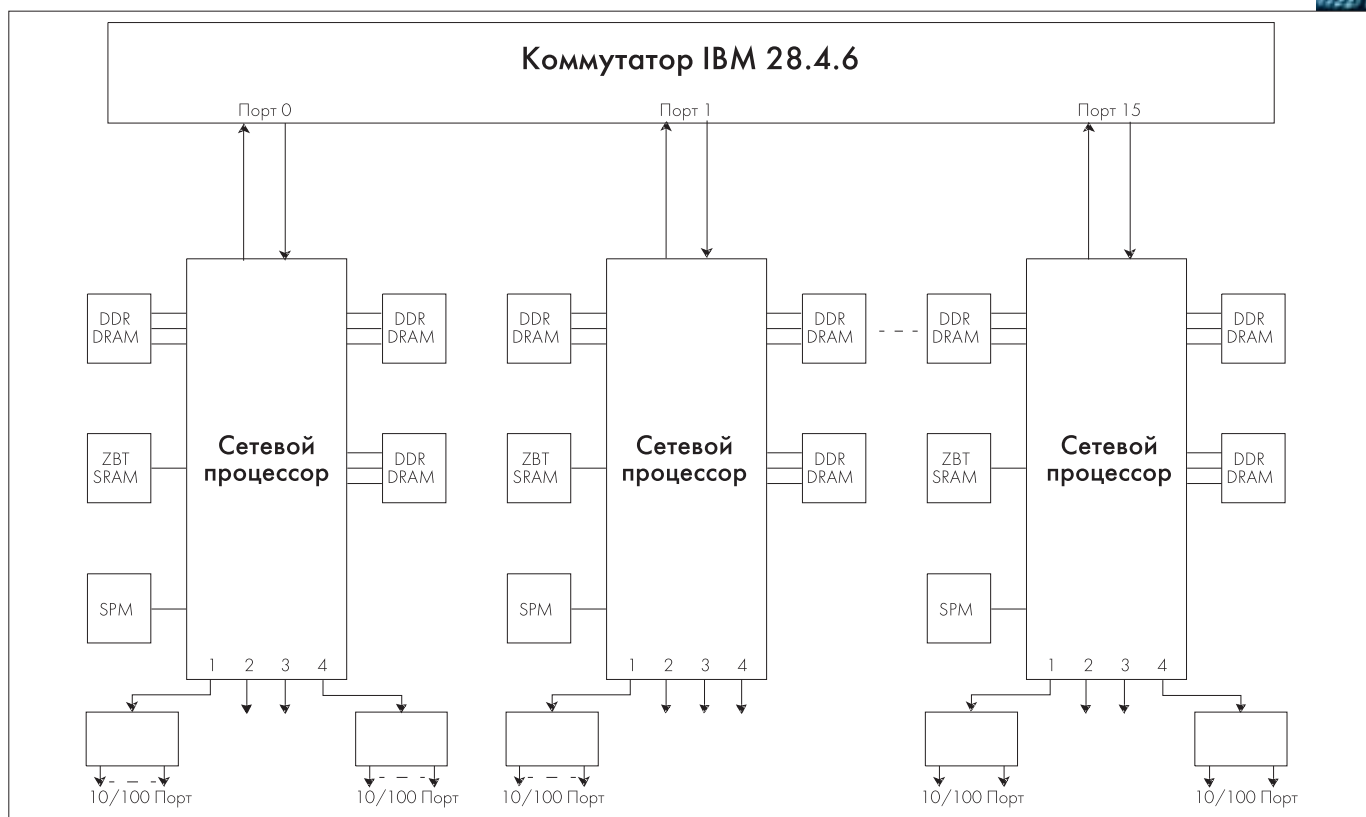 Коммутатор IBM 28.4.6
Порт 0 Порт 1 Порт 15
DDR DRAM
DDR DRAM
DDR DRAM
DDR DRAM
DDR DRAM
DDR DRAM
ZBT SRAM
Сетевой процессор
DDR DRAM
ZBT SRAM
Сетевой процессор
DDR DRAM
ZBT SRAM
Сетевой процессор
DDR DRAM
SPM
SPM
SPM
1 2 3 4
1 2 3 4
1 2 3 4
10/100 Порт
10/100 Порт
10/100 Порт
10/100 Порт
10/100 Порт